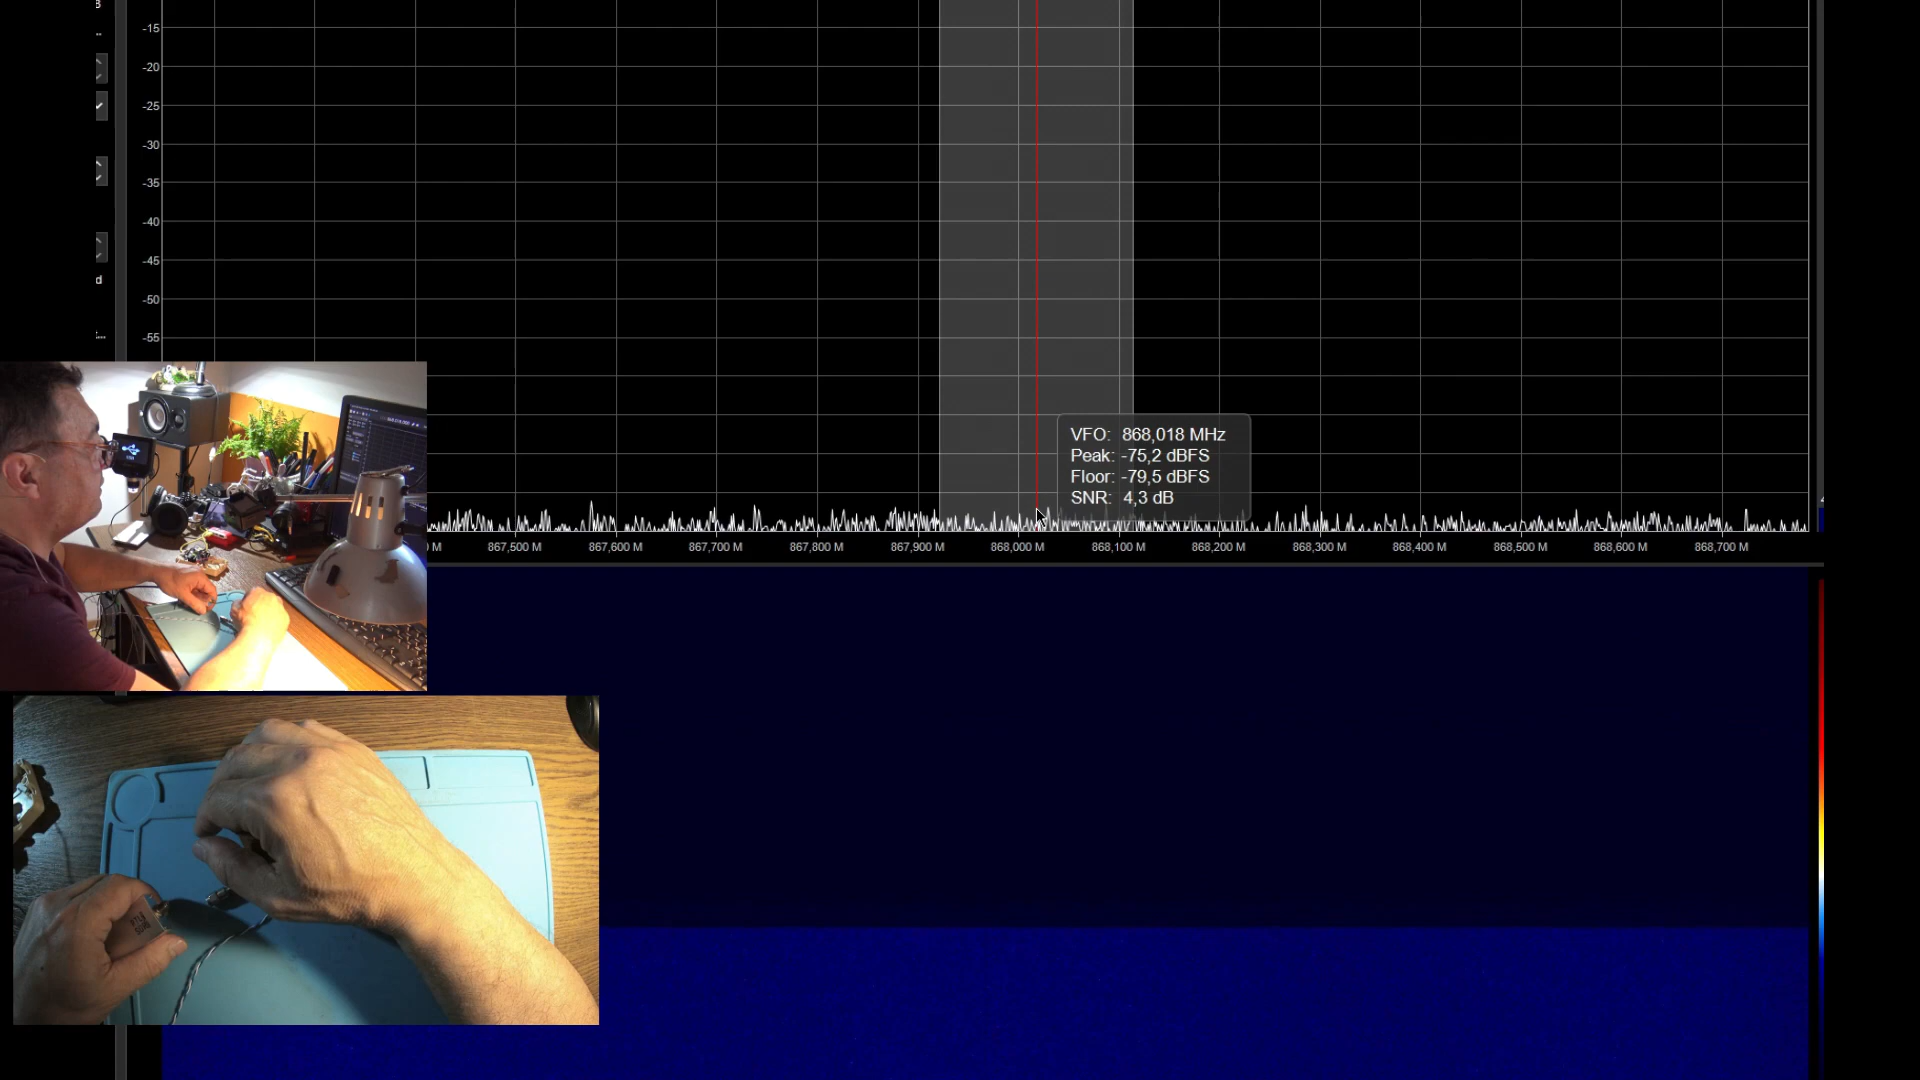 -15
-20
-25
-30
-35
-40
-45
-50
-55
d
VFO: 868,018 MHz
Peak: -75,2 dBFS
Floor: -79,5 dBFS
SNR: 4,3 dB
0 M 867,500 M 867,600 M 867,700 M 867,800 M 867,900 M 868,000 M 868,100 M 868,200 M 868,300 M 868,400 M 868,500 M 868,600 M 868,700 M